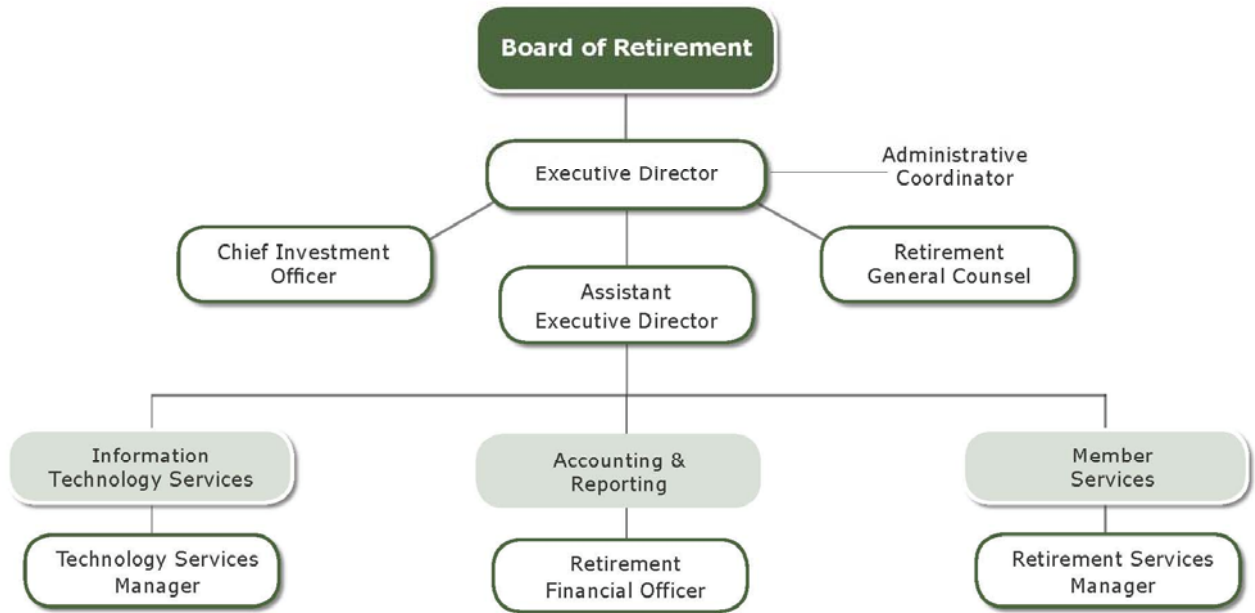 Board of Retirement
Executive Director
Administrative
Coordinator
Chief Investment
Officer
Retirement
General Counsel
Assistant
Executive Director
Information
Technology Services
Accounting &
Reporting
Member
Services
Technology Services
Manager
Retirement
Financial Officer
Retirement Services
Manager